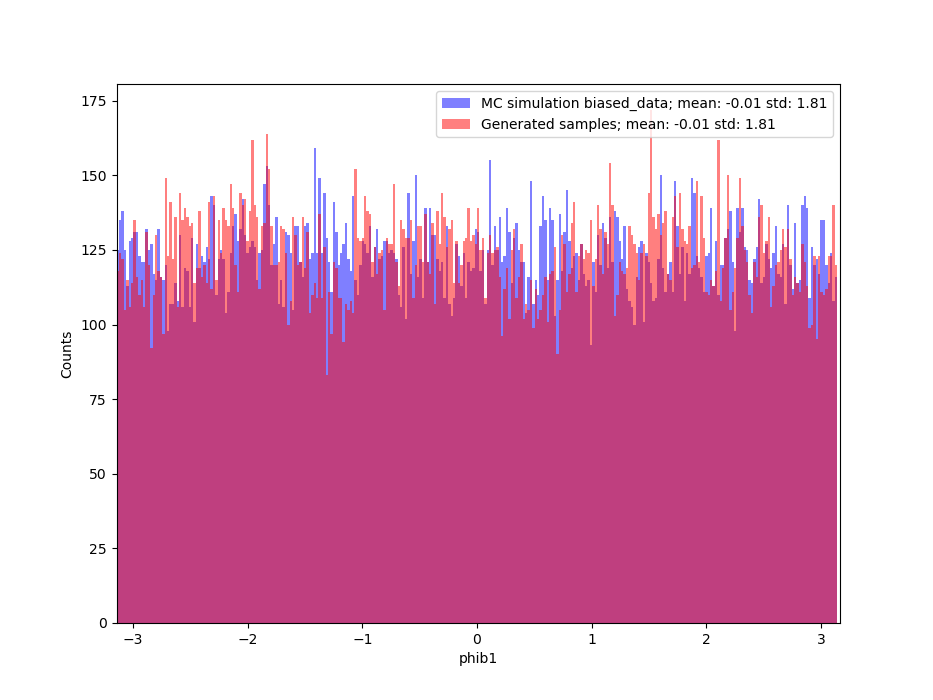 MC simulation biased_data; mean: -0.01 std: 1.81
Generated samples; mean: -0.01 std: 1.81
175
150
125
100
75
50
25
0
Counts
−3 −2 −1 0 1 2 3
phib1